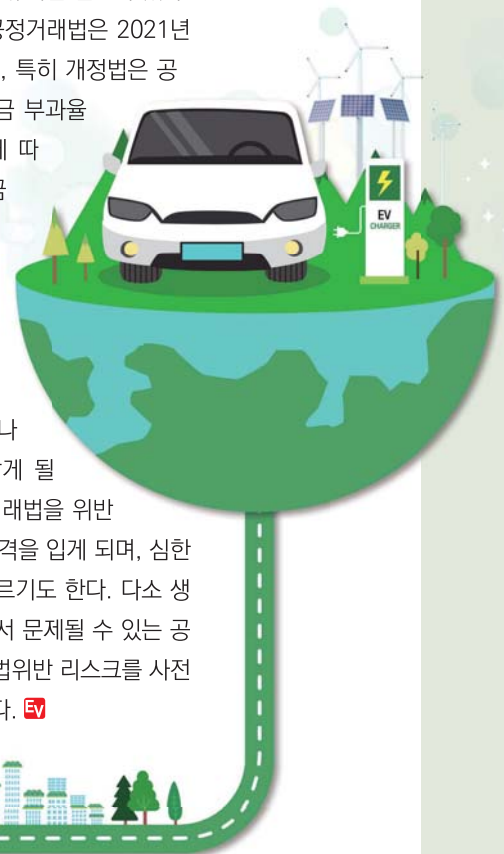 공정거래법은 2021년
, 특히 개정법은 공
금 부과율
에 따
금
EV
CHARGER
나
게 될
래법을 위반
격을 입게 되며, 심한
르기도 한다. 다소 생
서 문제될 수 있는 공
법위반 리스크를 사전
다. EV